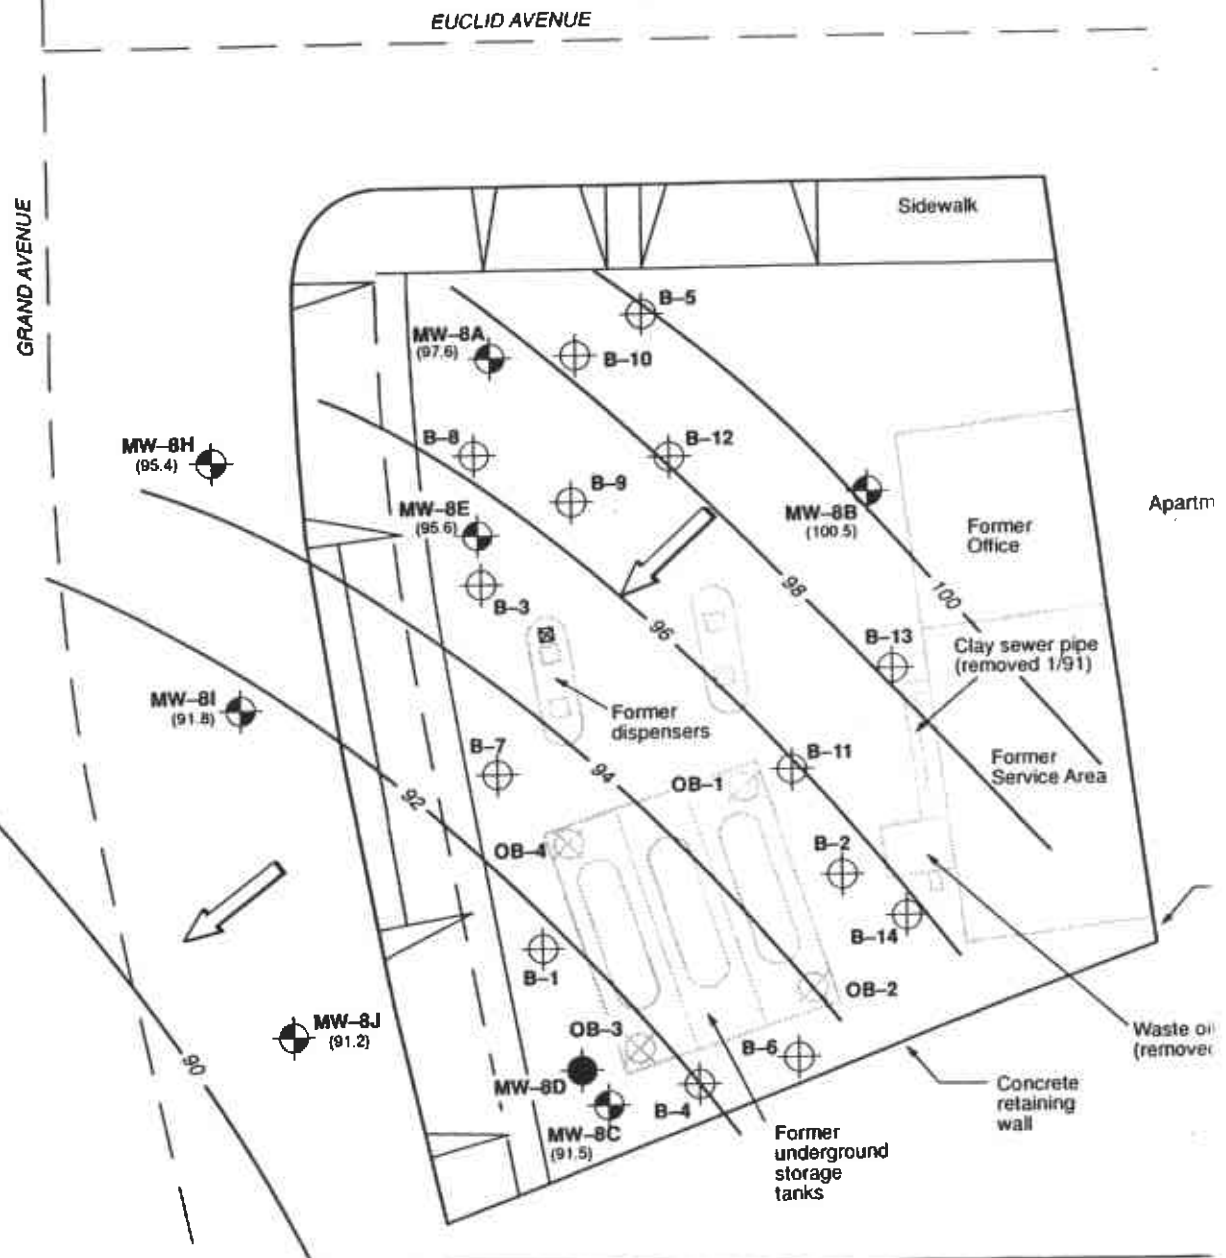 EUCLID AVENUE
GRAND AVENUE
Sidewalk
B–5
MW–8A
(97.6)
B–10
MW–8H
(95.4)
B–8
B–12
B–9
MW–8E
(95.6)
MW–8B
(100.5)
Former
Office
Apartm
B–3
98
100
96
B–13
Clay sewer pipe
(removed 1/91)
MW–8I
(91.8)
Former
dispensers
B–7
B–11
Former
Service Area
94
OB–1
92
OB–4
B–2
B–14
B–1
OB–2
MW–8J
(91.2)
OB–3
B–6
Waste oil
(removed
90
MW–8D
B–4
Concrete
retaining
wall
MW–8C
(91.5)
Former
underground
storage
tanks